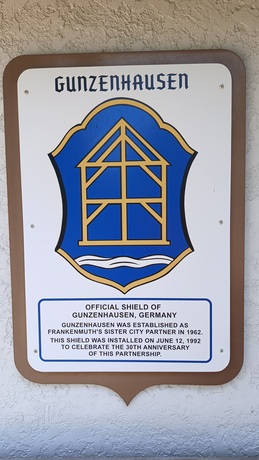 GUNZENHAUSEN
OFFICIAL SHIELD OF
GUNZENHAUSEN, GERMANY
GUNZENHAUSEN WAS ESTABLISHED AS
FRANKENMUTH'S SISTER CITY PARTNER IN 1962.
THIS SHIELD WAS INSTALLED ON JUNE 12, 1992
TO CELEBRATE THE 30TH ANNIVERSARY
OF THIS PARTNERSHIP.